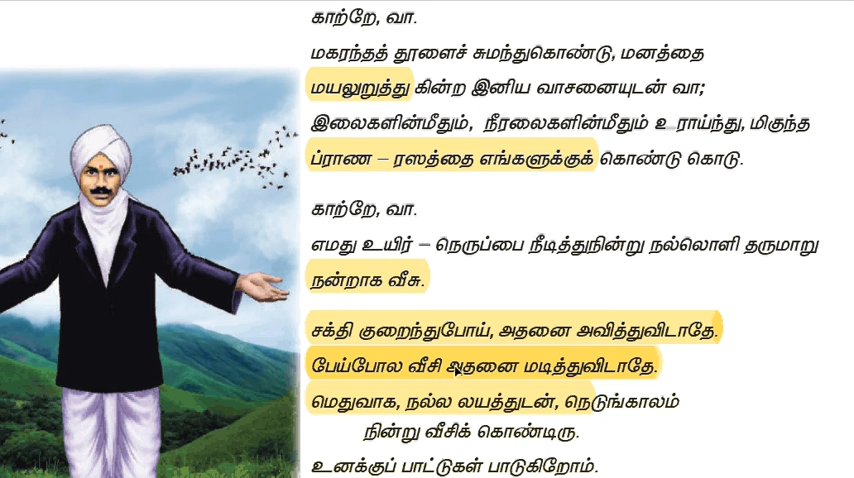 காற்றே, வா.
மகரந்தத் தூளைச் சுமந்துகொண்டு, மனத்தை
மயலுறுத்து கின்ற இனிய வாசனையுடன் வா;
இலைகளின்மீதும், நீரலைகளின்மீதும் உராய்ந்து, மிகுந்த
ப்ராண – ரஸத்தை எங்களுக்குக் கொண்டு கொடு.
காற்றே, வா.
எமது உயிர் – நெருப்பை நீடித்துநின்று நல்லொளி தருமாறு
நன்றாக வீசு.
சக்தி குறைந்துபோய், அதனை அவித்துவிடாதே.
பேய்போல வீசி அதனை மடித்துவிடாதே.
மெதுவாக, நல்ல லயத்துடன், நெடுங்காலம்
நின்று வீசிக் கொண்டிரு.
உனக்குப் பாட்டுகள் பாடுகிறோம்.